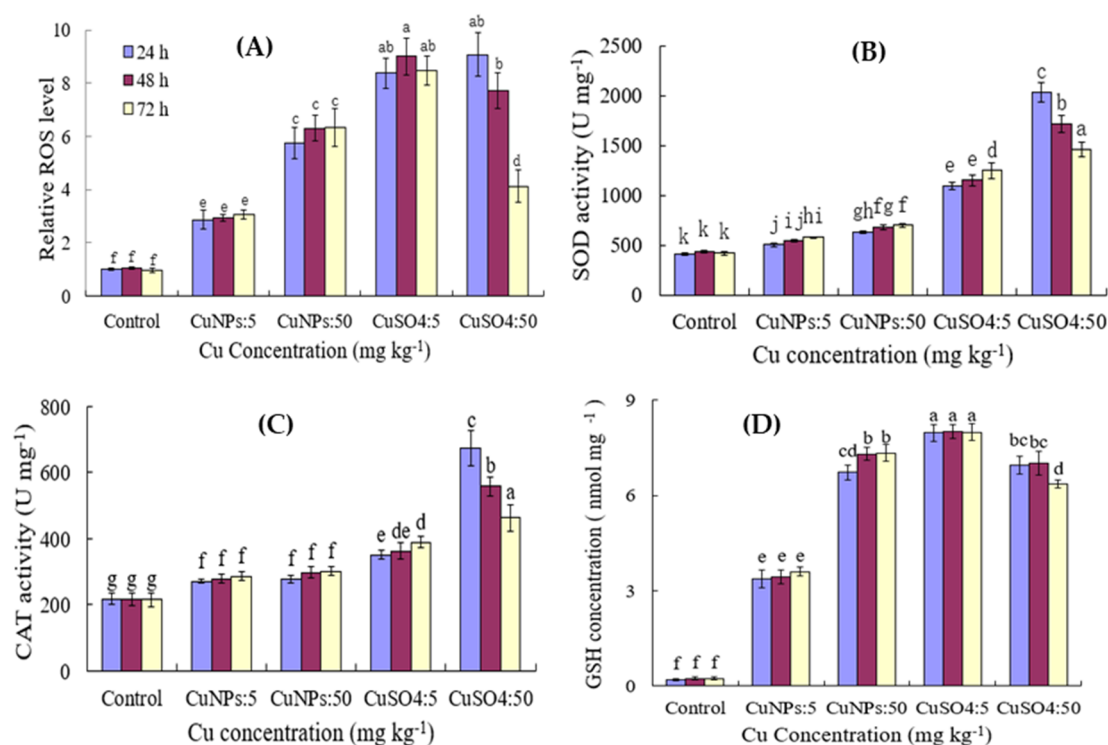 (A)
24 h
48 h
72 h
Relative ROS level
10
8
6
4
2
0
f f f
e e e
c c c
ab a ab
ab b d
Control CuNPs:5 CuNPs:50 CuSO4:5 CuSO4:50
Cu Concentration (mg kg-1)
(B)
SOD activity (U mg-1)
2500
2000
1500
1000
500
0
k k k
j ij hi
gh fg f
e e d
c b a
Control CuNPs:5 CuNPs:50 CuSO4:5 CuSO4:50
Cu concentration (mg kg-1)
(C)
CAT activity (U mg-1)
800
600
400
200
0
g g g
f f f
f f f
e de d
c b a
Control CuNPs:5 CuNPs:50 CuSO4:5 CuSO4:50
Cu concentration (mg kg-1)
(D)
GSH concentration ( nmol mg -1)
9
6
3
0
f f f
e e e
cd b b
a a a
bc bc d
Control CuNPs:5 CuNPs:50 CuSO4:5 CuSO4:50
Cu Concentration (mg kg-1)